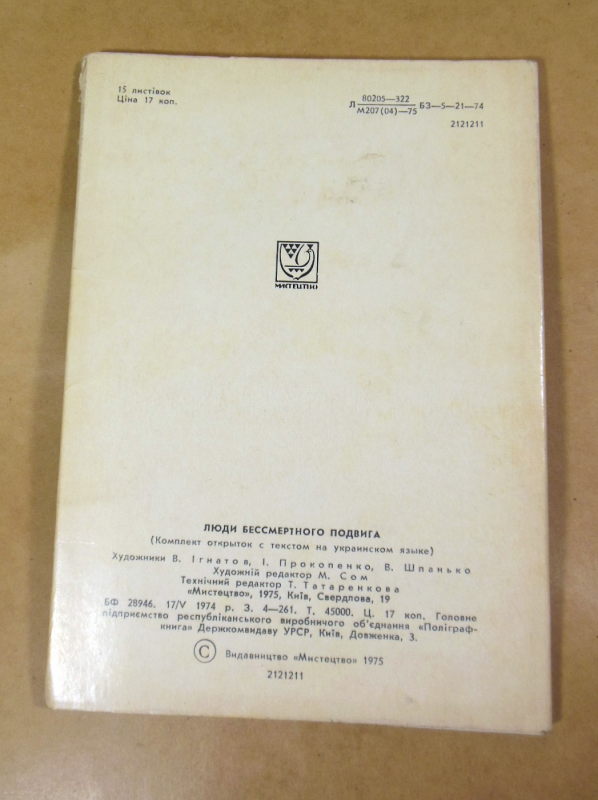 15 листівок
Ціна 17 коп.
Л 80205—322 БЗ—5—21—74
М207(04)—75
2121211
МИСТЕЦТВО
ЛЮДИ БЕССМЕРТНОГО ПОДВИГА
(Комплект открыток с текстом на украинском языке)
Художники В. Ігнатов, І. Прокопенко, В. Шпанько
Художній редактор М. Сом
Технічний редактор Т. Татаренкова
«Мистецтво», 1975, Київ, Свердлова, 19
БФ 28946. 17/V 1974 р. З. 4—261. Т. 45000. Ц. 17 коп. Головне
підприємство республіканського виробничого об'єднання «Поліграф-
книга» Держкомвидаву УРСР, Київ, Довженка, 3.
© Видавництво «Мистецтво» 1975
2121211